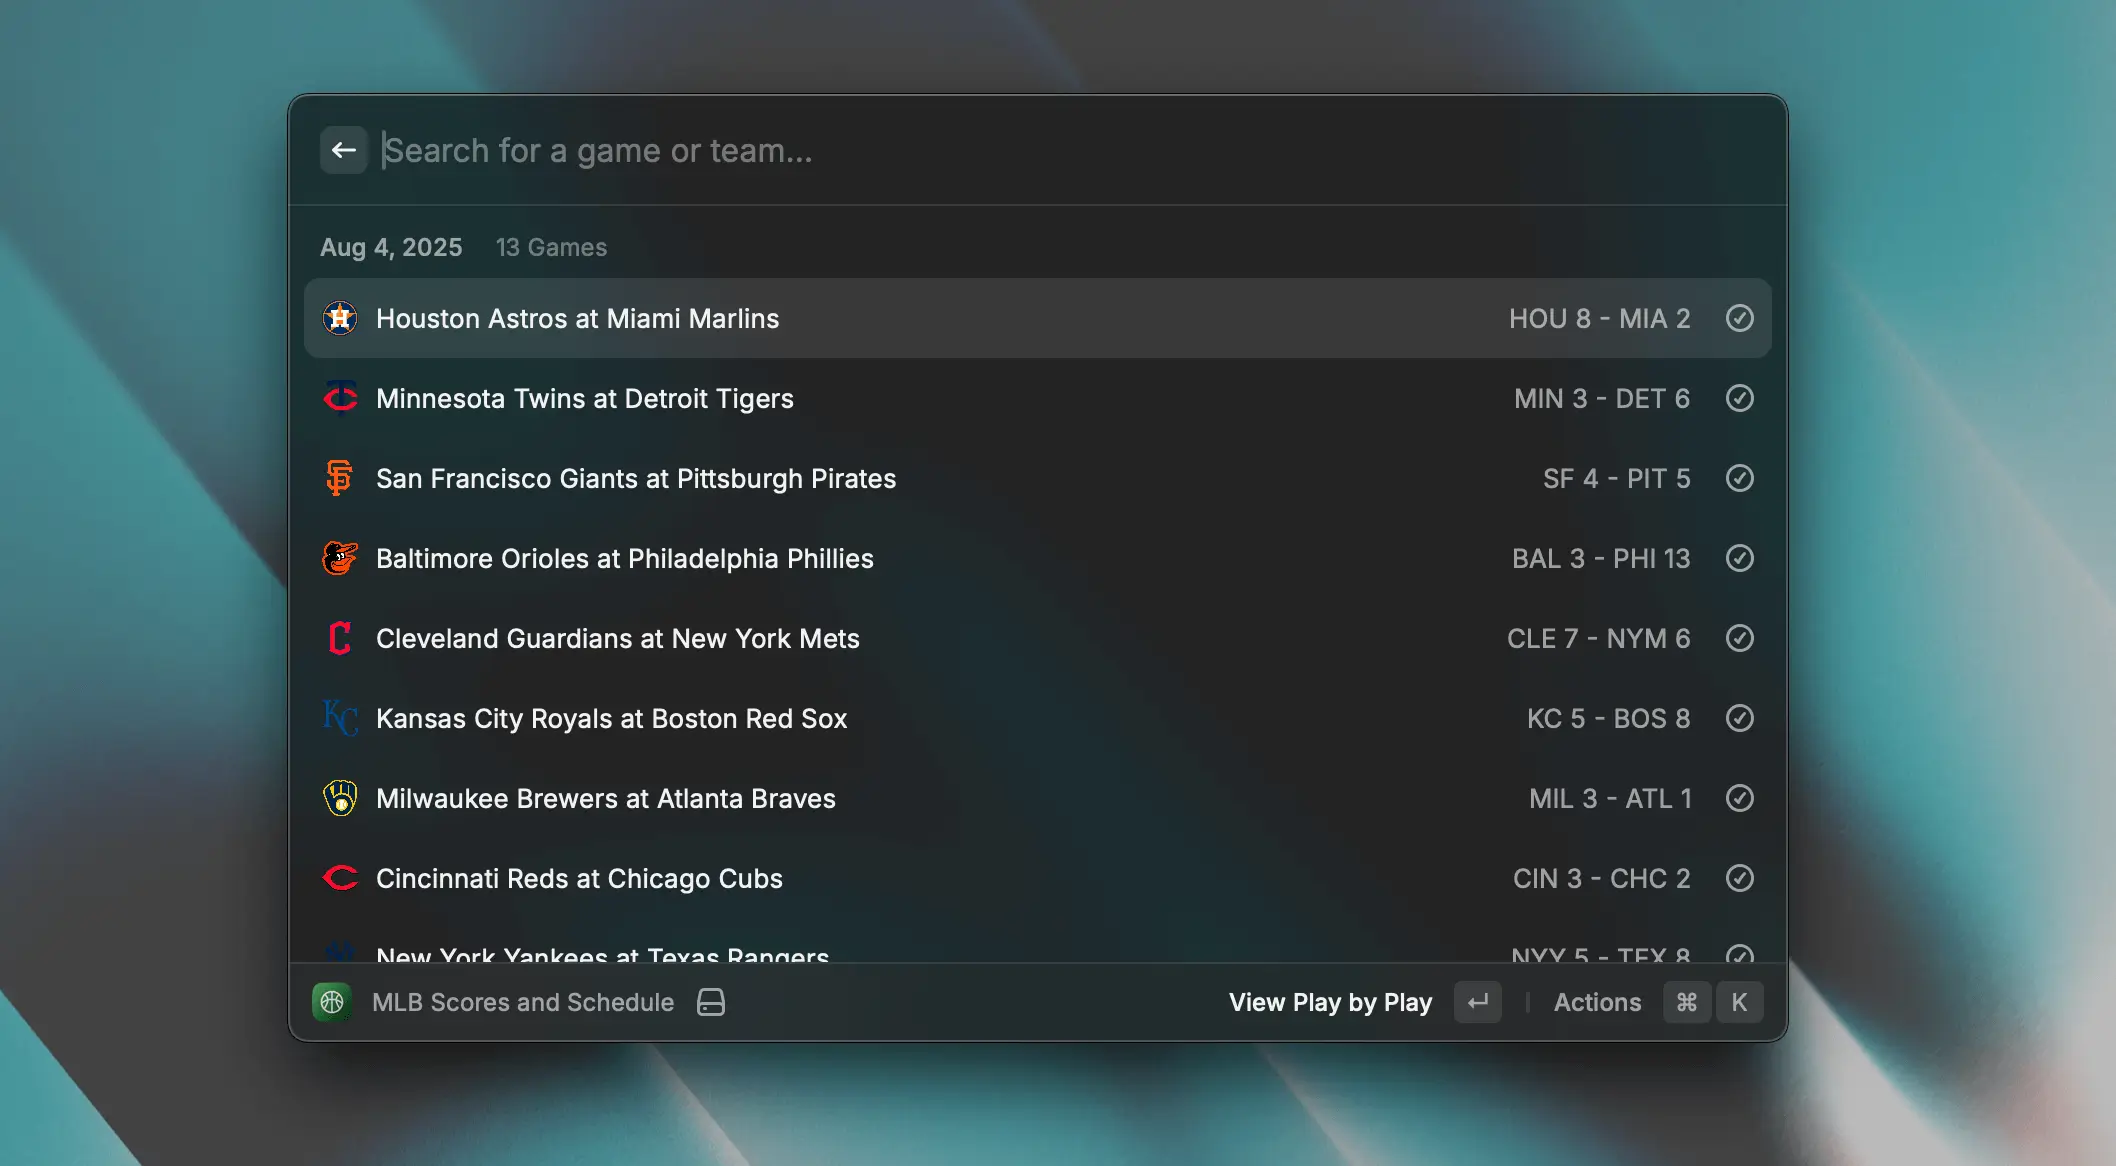 Search for a game or team...
Aug 4, 2025 13 Games
Houston Astros at Miami Marlins HOU 8 - MIA 2
Minnesota Twins at Detroit Tigers MIN 3 - DET 6
San Francisco Giants at Pittsburgh Pirates SF 4 - PIT 5
Baltimore Orioles at Philadelphia Phillies BAL 3 - PHI 13
Cleveland Guardians at New York Mets CLE 7 - NYM 6
Kansas City Royals at Boston Red Sox KC 5 - BOS 8
Milwaukee Brewers at Atlanta Braves MIL 3 - ATL 1
Cincinnati Reds at Chicago Cubs CIN 3 - CHC 2
New York Yankees at Texas Rangers NYY 5 - TEX 8
MLB Scores and Schedule View Play by Play ↵ Actions ⌘ K